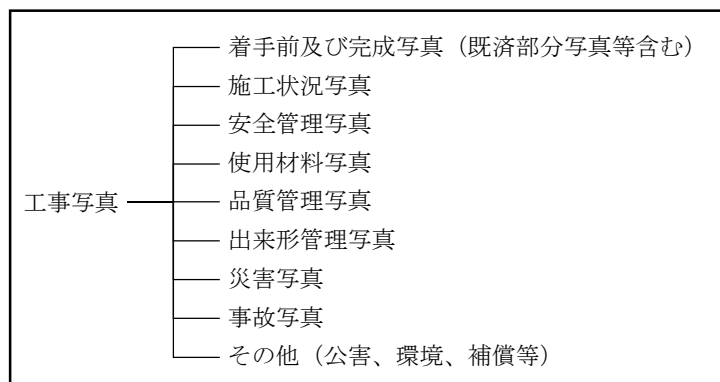 着手前及び完成写真（既済部分写真等含む）
施工状況写真
安全管理写真
使用材料写真
工事写真
品質管理写真
出来形管理写真
災害写真
事故写真
その他（公害、環境、補償等）